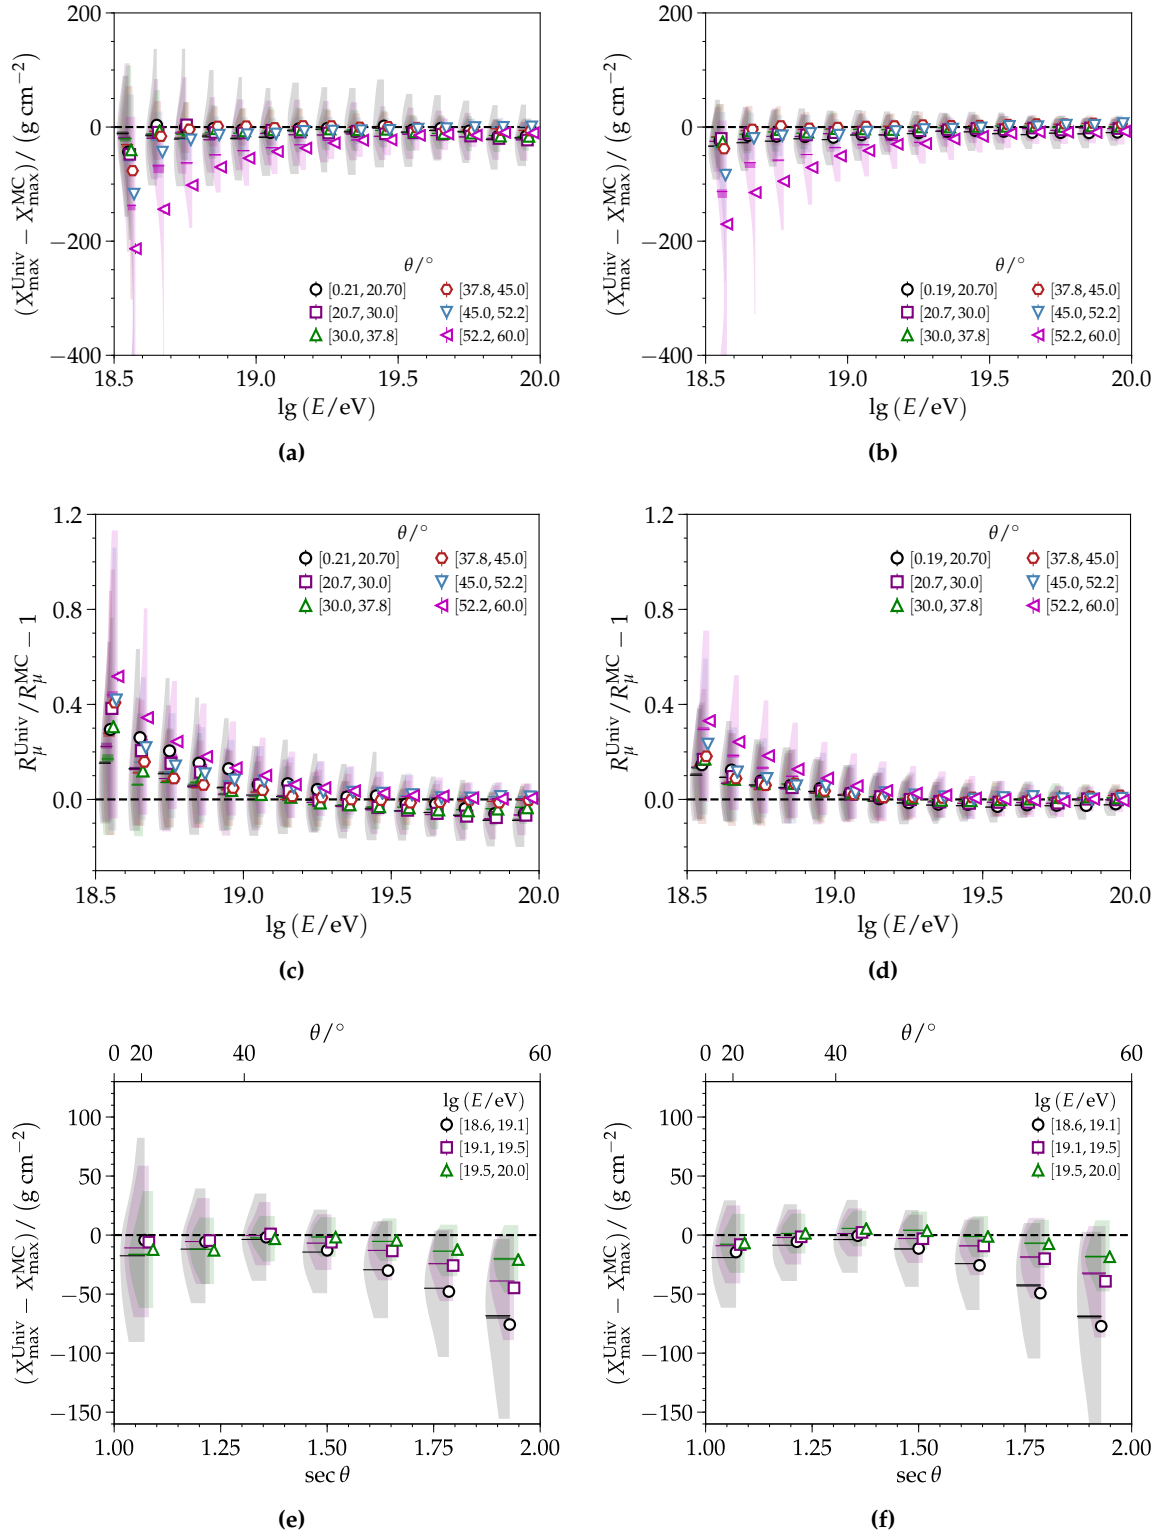 200
0
−200
−400
(X_max^Univ − X_max^MC) / (g cm⁻²)
θ/°
[0.21, 20.70]
[37.8, 45.0]
[20.7, 30.0]
[45.0, 52.2]
[30.0, 37.8]
[52.2, 60.0]
18.5 19.0 19.5 20.0
lg (E/eV)
(a)
200
0
−200
−400
(X_max^Univ − X_max^MC) / (g cm⁻²)
θ/°
[0.19, 20.70]
[37.8, 45.0]
[20.7, 30.0]
[45.0, 52.2]
[30.0, 37.8]
[52.2, 60.0]
18.5 19.0 19.5 20.0
lg (E/eV)
(b)
1.2
0.8
0.4
0.0
R_μ^Univ / R_μ^MC − 1
θ/°
[0.21, 20.70]
[37.8, 45.0]
[20.7, 30.0]
[45.0, 52.2]
[30.0, 37.8]
[52.2, 60.0]
18.5 19.0 19.5 20.0
lg (E/eV)
(c)
1.2
0.8
0.4
0.0
R_μ^Univ / R_μ^MC − 1
θ/°
[0.19, 20.70]
[37.8, 45.0]
[20.7, 30.0]
[45.0, 52.2]
[30.0, 37.8]
[52.2, 60.0]
18.5 19.0 19.5 20.0
lg (E/eV)
(d)
θ/°
0 20 40 60
100
50
0
−50
−100
−150
(X_max^Univ − X_max^MC) / (g cm⁻²)
lg (E/eV)
[18.6, 19.1]
[19.1, 19.5]
[19.5, 20.0]
1.00 1.25 1.50 1.75 2.00
sec θ
(e)
θ/°
0 20 40 60
100
50
0
−50
−100
−150
(X_max^Univ − X_max^MC) / (g cm⁻²)
lg (E/eV)
[18.6, 19.1]
[19.1, 19.5]
[19.5, 20.0]
1.00 1.25 1.50 1.75 2.00
sec θ
(f)